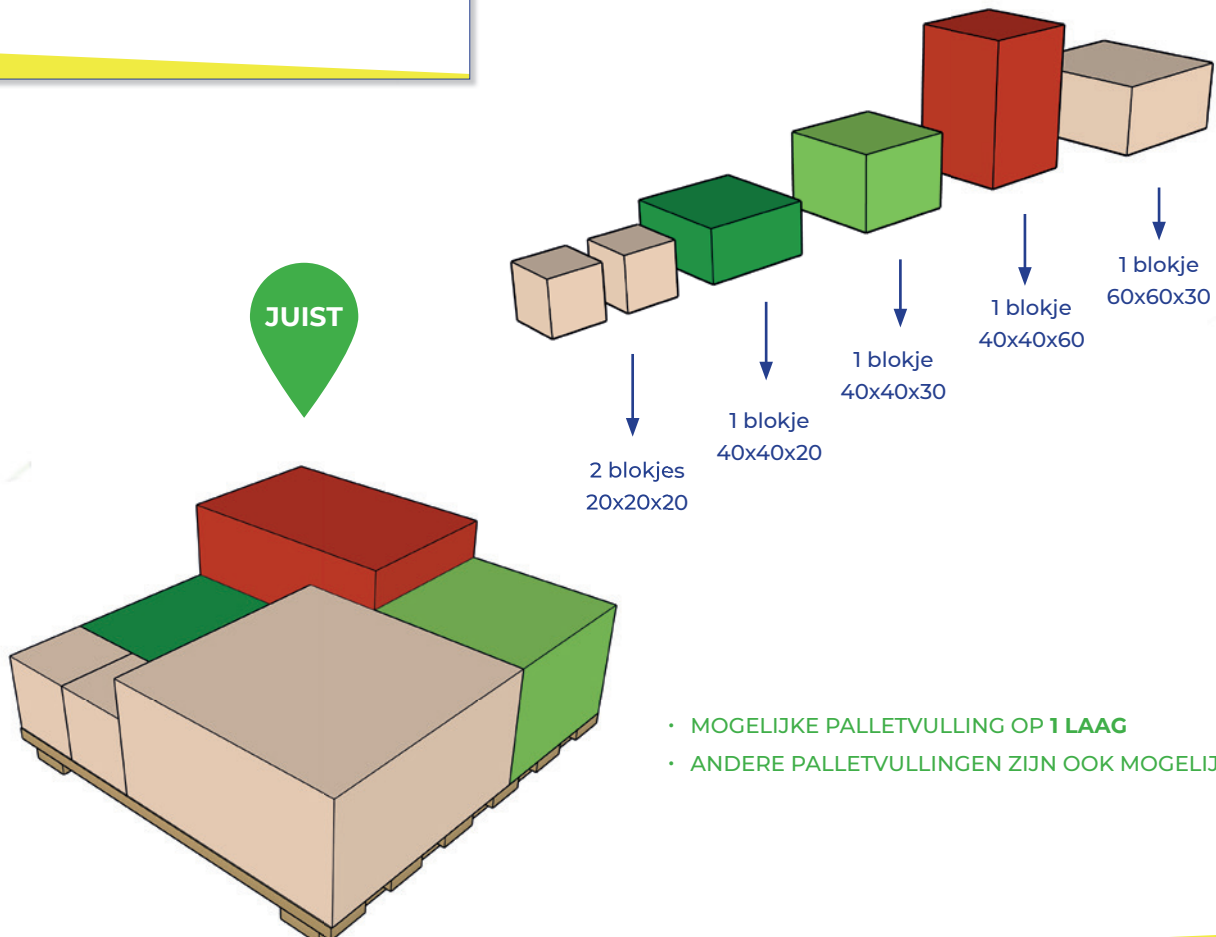 1 blokje
60x60x30
1 blokje
40x40x60
1 blokje
40x40x30
1 blokje
40x40x20
2 blokjes
20x20x20
JUIST
• MOGELIJKE PALLETVULLING OP 1 LAAG
• ANDERE PALLETVULLINGEN ZIJN OOK